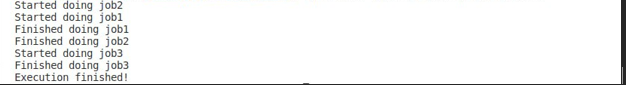 Started doing job2
Started doing job1
Finished doing job1
Finished doing job2
Started doing job3
Finished doing job3
Execution finished!